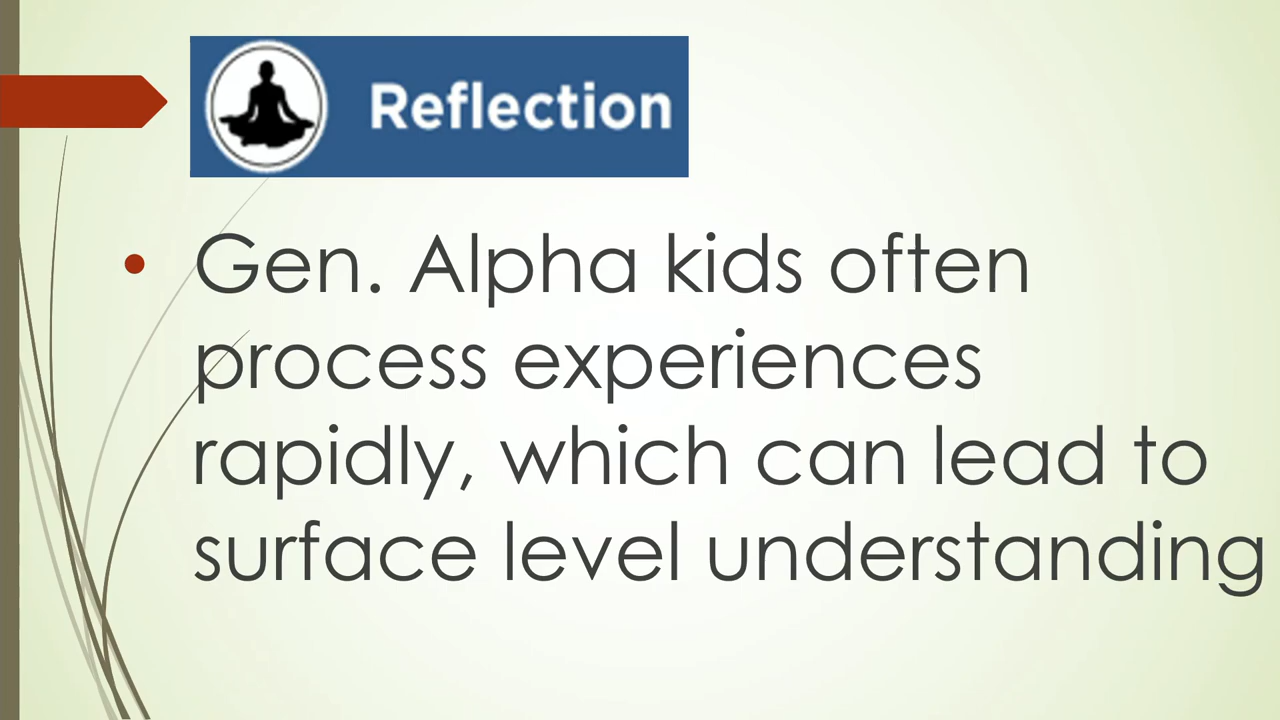 Reflection
• Gen. Alpha kids often
process experiences
rapidly, which can lead to
surface level understanding